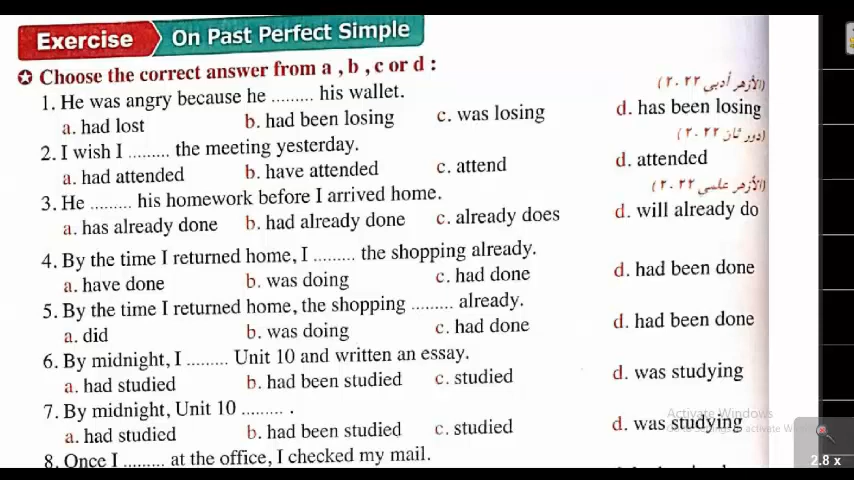 Exercise On Past Perfect Simple
✪ Choose the correct answer from a , b , c or d :
1. He was angry because he ......... his wallet. (الأزهر أدبي ٢٠٢٢)
a. had lost b. had been losing c. was losing d. has been losing
2. I wish I ......... the meeting yesterday. (دور ثان ٢٠٢٢)
a. had attended b. have attended c. attend d. attended
3. He ......... his homework before I arrived home. (الأزهر علمي ٢٠٢٢)
a. has already done b. had already done c. already does d. will already do
4. By the time I returned home, I ......... the shopping already.
a. have done b. was doing c. had done d. had been done
5. By the time I returned home, the shopping ......... already.
a. did b. was doing c. had done d. had been done
6. By midnight, I ......... Unit 10 and written an essay.
a. had studied b. had been studied c. studied d. was studying
7. By midnight, Unit 10 ......... .
a. had studied b. had been studied c. studied d. was studying
Activate Windows
8. Once I ......... at the office, I checked my mail.
2.8 x